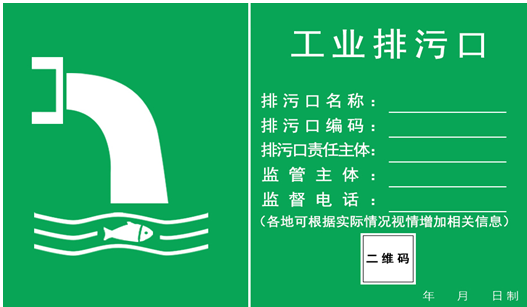 工业排污口
排污口名称：
排污口编码：
排污口责任主体：
监管主体：
监督电话：
（各地可根据实际情况视情增加相关信息）
二维码
年 月 日制